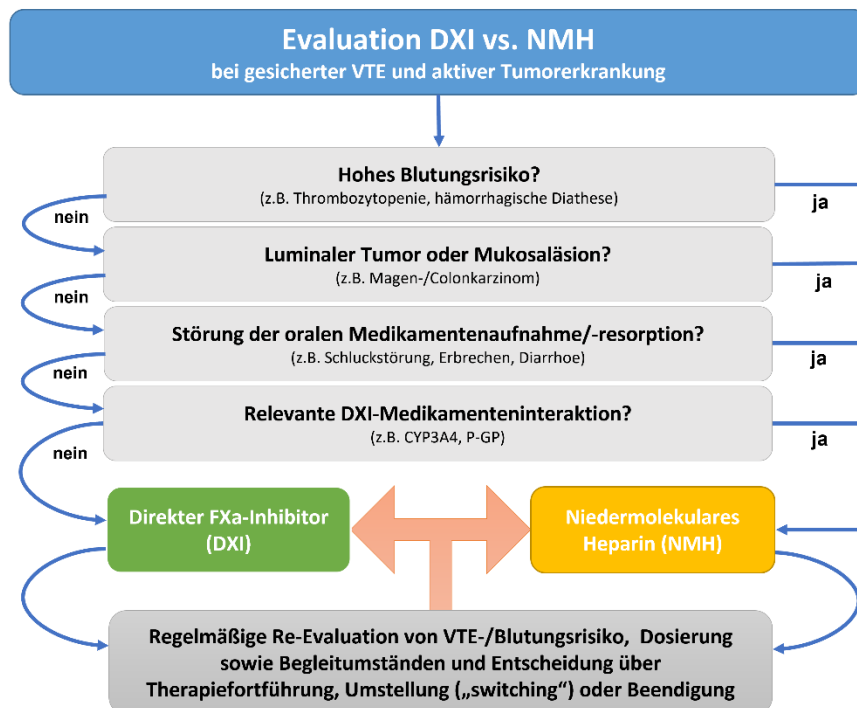 Evaluation DXI vs. NMH
bei gesicherter VTE und aktiver Tumorerkrankung
Hohes Blutungsrisiko?
(z.B. Thrombozytopenie, hämorrhagische Diathese)
nein
ja
Luminaler Tumor oder Mukosaläsion?
(z.B. Magen-/Colonkarzinom)
nein
ja
Störung der oralen Medikamentenaufnahme/-resorption?
(z.B. Schluckstörung, Erbrechen, Diarrhoe)
nein
ja
Relevante DXI-Medikamenteninteraktion?
(z.B. CYP3A4, P-GP)
nein
ja
Direkter FXa-Inhibitor
(DXI)
Niedermolekulares
Heparin (NMH)
Regelmäßige Re-Evaluation von VTE-/Blutungsrisiko, Dosierung
sowie Begleitumständen und Entscheidung über
Therapiefortführung, Umstellung („switching“) oder Beendigung